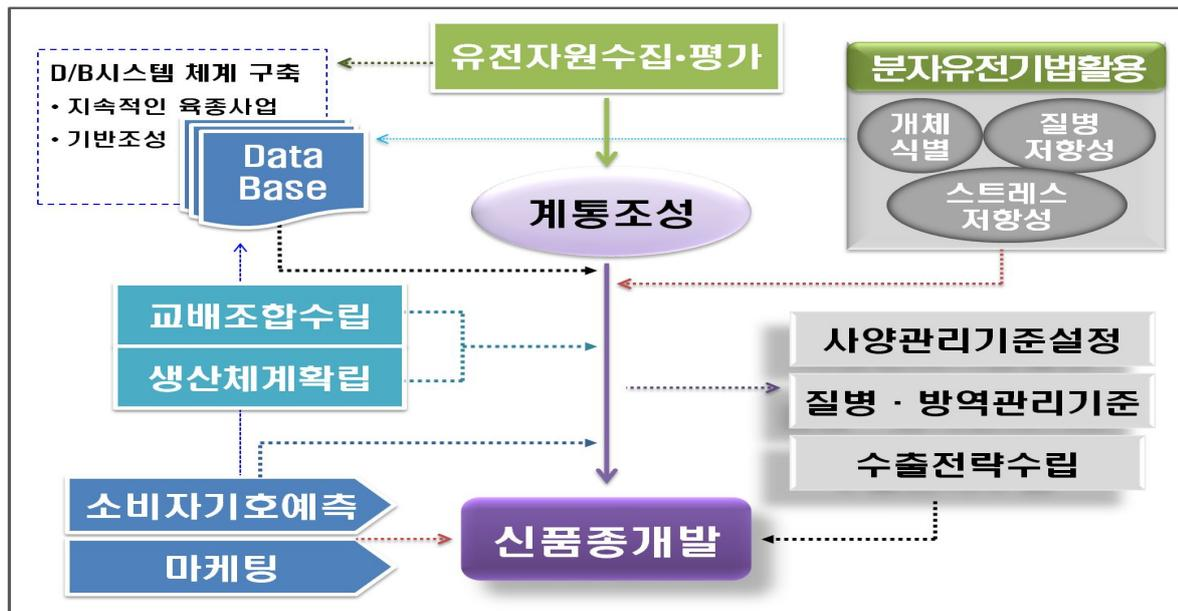 유전자원수집·평가
D/B시스템 체계 구축
• 지속적인 육종사업
• 기반조성
Data
Base
분자유전기법활용
개체
식별
질병
저항성
스트레스
저항성
계통조성
교배조합수립
생산체계확립
사양관리기준설정
질병 · 방역관리기준
수출전략수립
소비자기호예측
마케팅
신품종개발